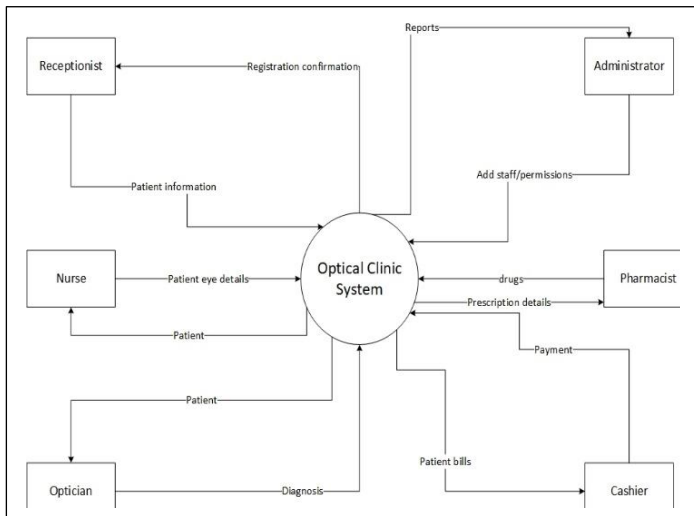 Reports
Receptionist
Registration confirmation
Administrator
Patient information
Add staff/permissions
Nurse
Patient eye details
Optical Clinic
System
drugs
Pharmacist
Prescription details
Patient
Payment
Patient
Patient bills
Optician
Diagnosis
Cashier